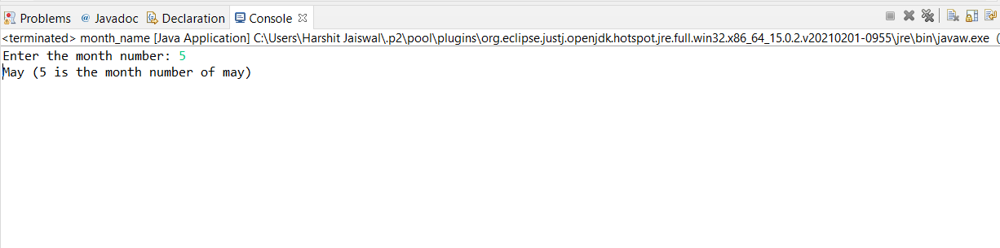 Problems @ Javadoc Declaration Console
<terminated> month_name [Java Application] C:\Users\Harshit Jaiswal\.p2\pool\plugins\org.eclipse.justj.openjdk.hotspot.jre.full.win32.x86_64_15.0.2.v20210201-0955\jre\bin\javaw.exe (
Enter the month number: 5
May (5 is the month number of may)